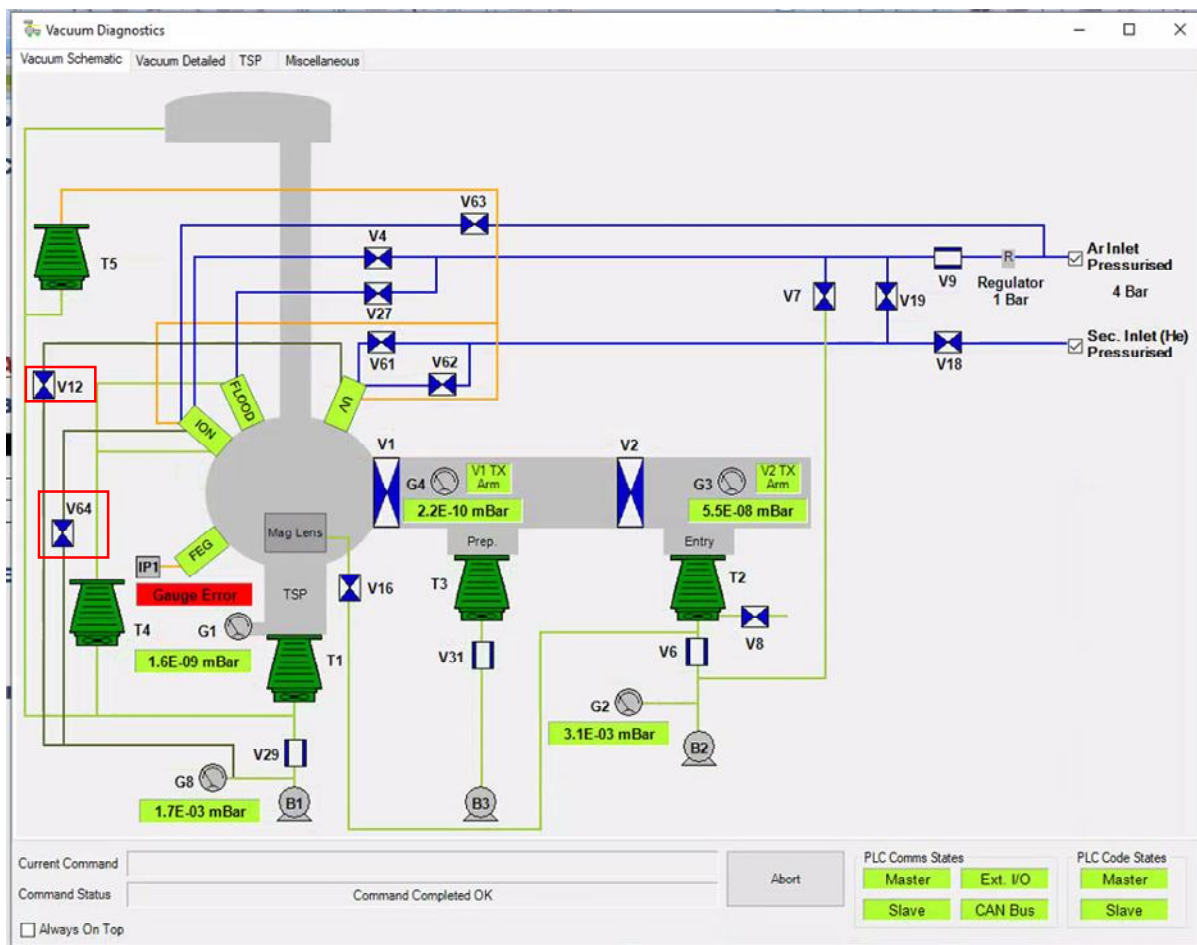 Vacuum Diagnostics
Vacuum Schematic Vacuum Detailed TSP Miscellaneous
V63
V4
Ar Inlet
Pressurised
4 Bar
T5
R
V9
Regulator
1 Bar
V7
V19
V27
Sec. Inlet (He)
Pressurised
V61
V62
V18
V12
FLOOD
UV
ION
V1
V2
G4
V1 TX
Arm
2.2E-10 mBar
G3
V2 TX
Arm
5.5E-08 mBar
V64
Mag Lens
Prep.
Entry
FEG
IP1
Gauge Error
TSP
V16
T3
T2
T4
G1
1.6E-09 mBar
T1
V31
V6
V8
G2
3.1E-03 mBar
B2
V29
G8
1.7E-03 mBar
B1
B3
Current Command
Command Status Command Completed OK
Abort
Always On Top
PLC Comms States
Master Ext. I/O
Slave CAN Bus
PLC Code States
Master
Slave